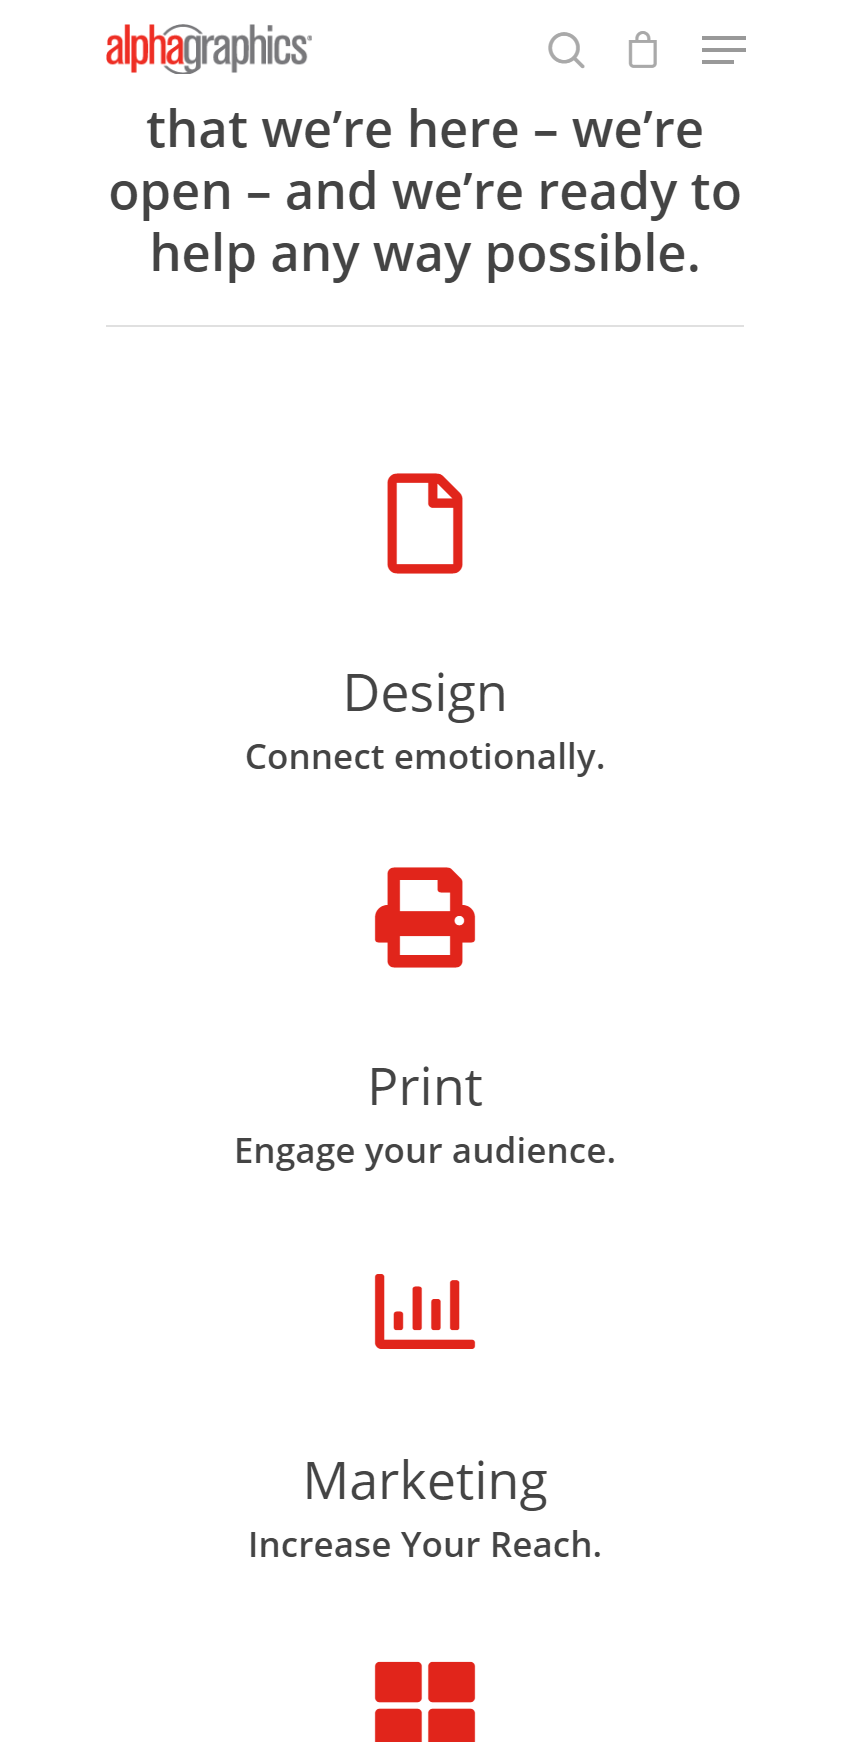 alphagraphics®
that we’re here – we’re
open – and we’re ready to
help any way possible.
Design
Connect emotionally.
Print
Engage your audience.
Marketing
Increase Your Reach.